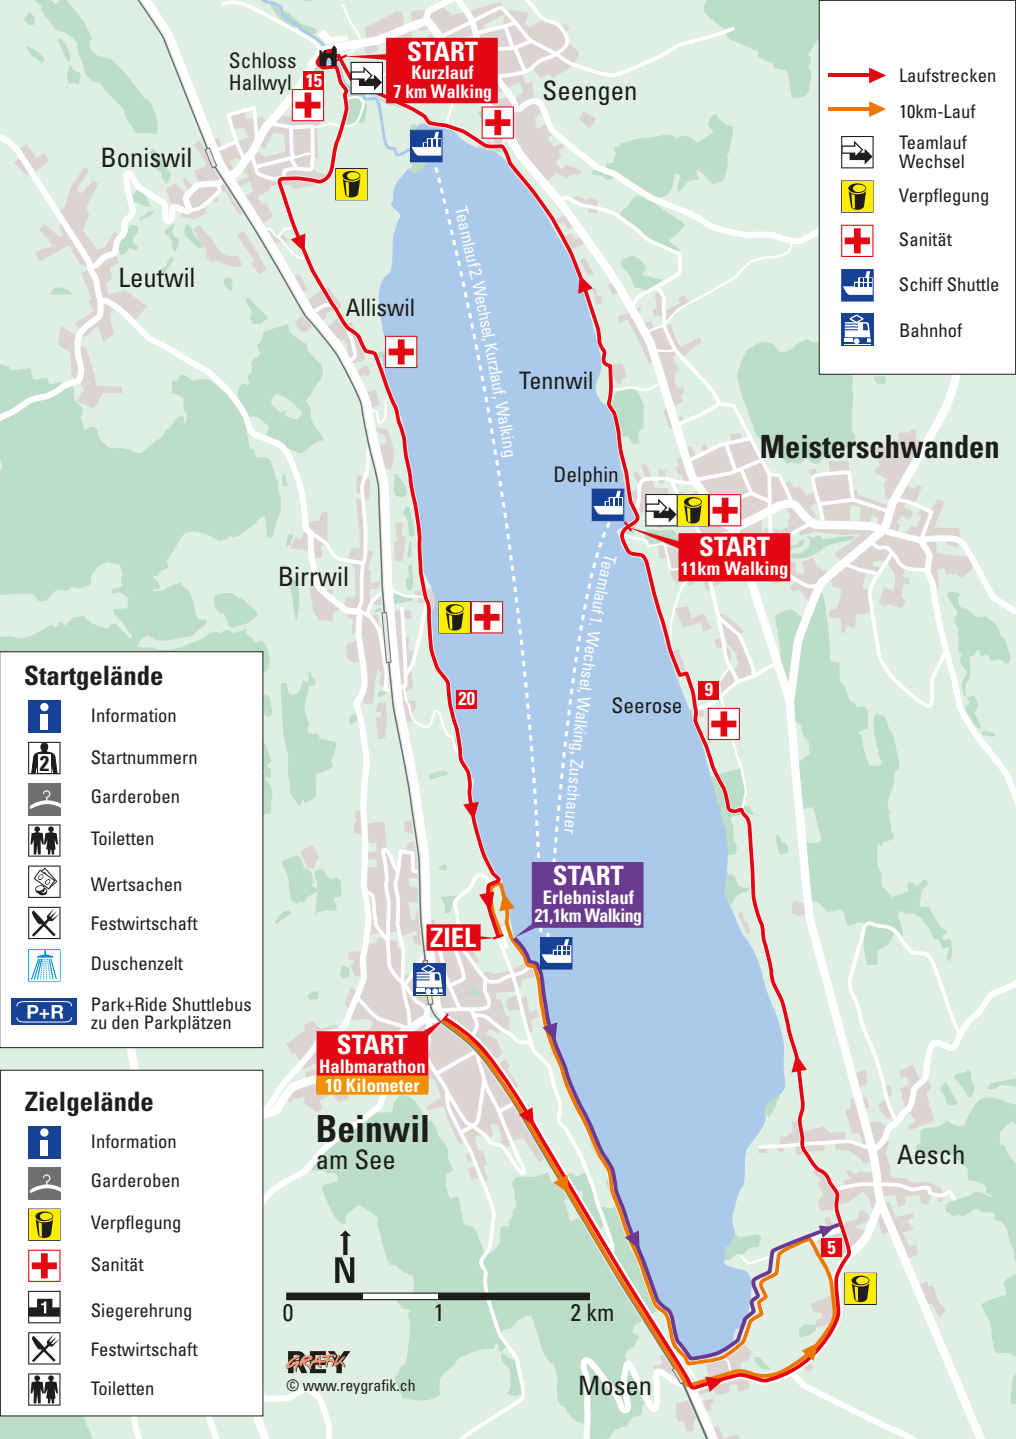 Schloss
Hallwyl
15
START
Kurzlauf
7 km Walking
Seengen
Boniswil
Leutwil
Alliswil
Teamlauf 2. Wechsel, Kurzlauf, Walking
Tennwil
Delphin
Meisterschwanden
START
11km Walking
Birrwil
Teamlauf 1. Wechsel, Walking, Zuschauer
20
9
Seerose
START
Erlebnislauf
21,1km Walking
ZIEL
START
Halbmarathon
10 Kilometer
Beinwil
am See
Aesch
5
Mosen
N
0
1
2 km
REY
GRAFIK
© www.reygrafik.ch
Laufstrecken
10km-Lauf
Teamlauf
Wechsel
Verpflegung
Sanität
Schiff Shuttle
Bahnhof
Startgelände
i Information
2 Startnummern
Garderoben
Toiletten
Wertsachen
Festwirtschaft
Duschenzelt
P+R Park+Ride Shuttlebus
zu den Parkplätzen
Zielgelände
i Information
Garderoben
Verpflegung
Sanität
1 Siegerehrung
Festwirtschaft
Toiletten